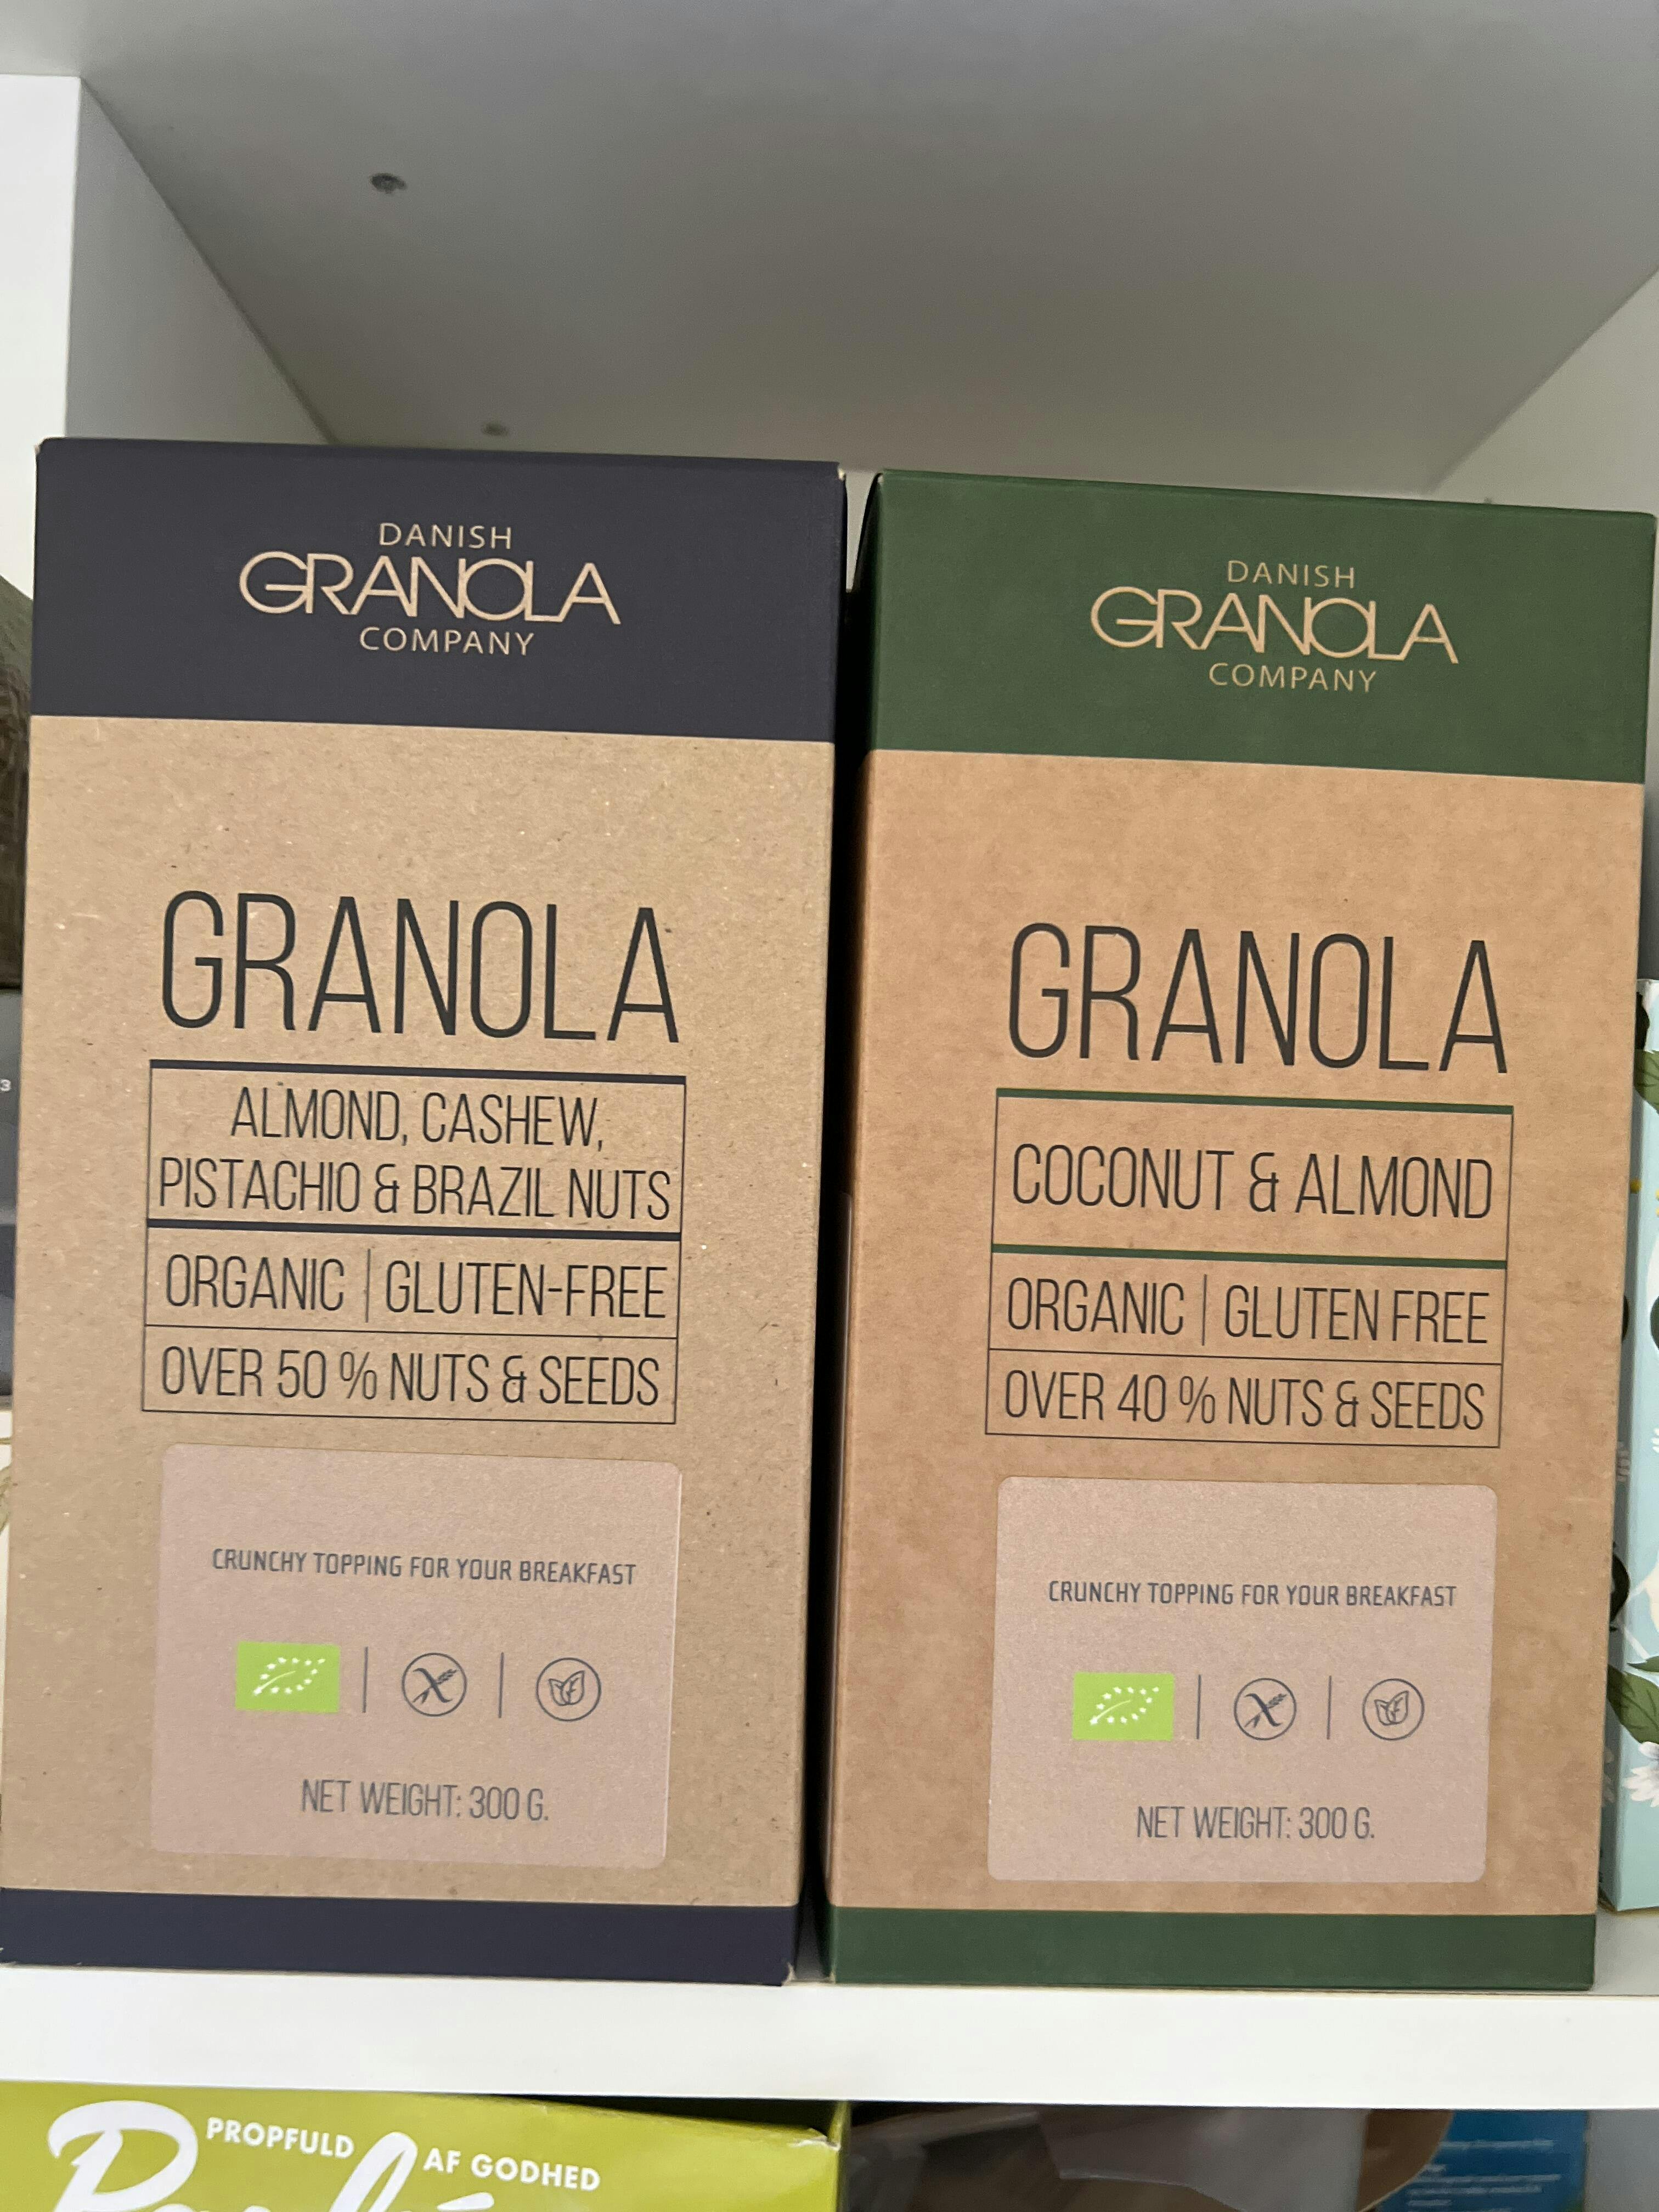 DANISH
GRANOLA
COMPANY
GRANOLA
ALMOND, CASHEW,
PISTACHIO & BRAZIL NUTS
ORGANIC | GLUTEN-FREE
OVER 50 % NUTS & SEEDS
CRUNCHY TOPPING FOR YOUR BREAKFAST
NET WEIGHT: 300 G.
DANISH
GRANOLA
COMPANY
GRANOLA
COCONUT & ALMOND
ORGANIC | GLUTEN FREE
OVER 40 % NUTS & SEEDS
CRUNCHY TOPPING FOR YOUR BREAKFAST
NET WEIGHT: 300 G.
3
PROPFULD
AF GODHED